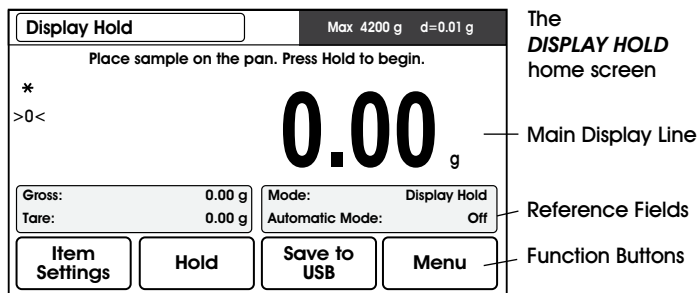 Display Hold
Max 4200 g d=0.01 g
Place sample on the pan. Press Hold to begin.
*
>0<
0.00 g
Gross: 0.00 g
Tare: 0.00 g
Mode: Display Hold
Automatic Mode: Off
Item Settings
Hold
Save to USB
Menu
The
DISPLAY HOLD
home screen
Main Display Line
Reference Fields
Function Buttons